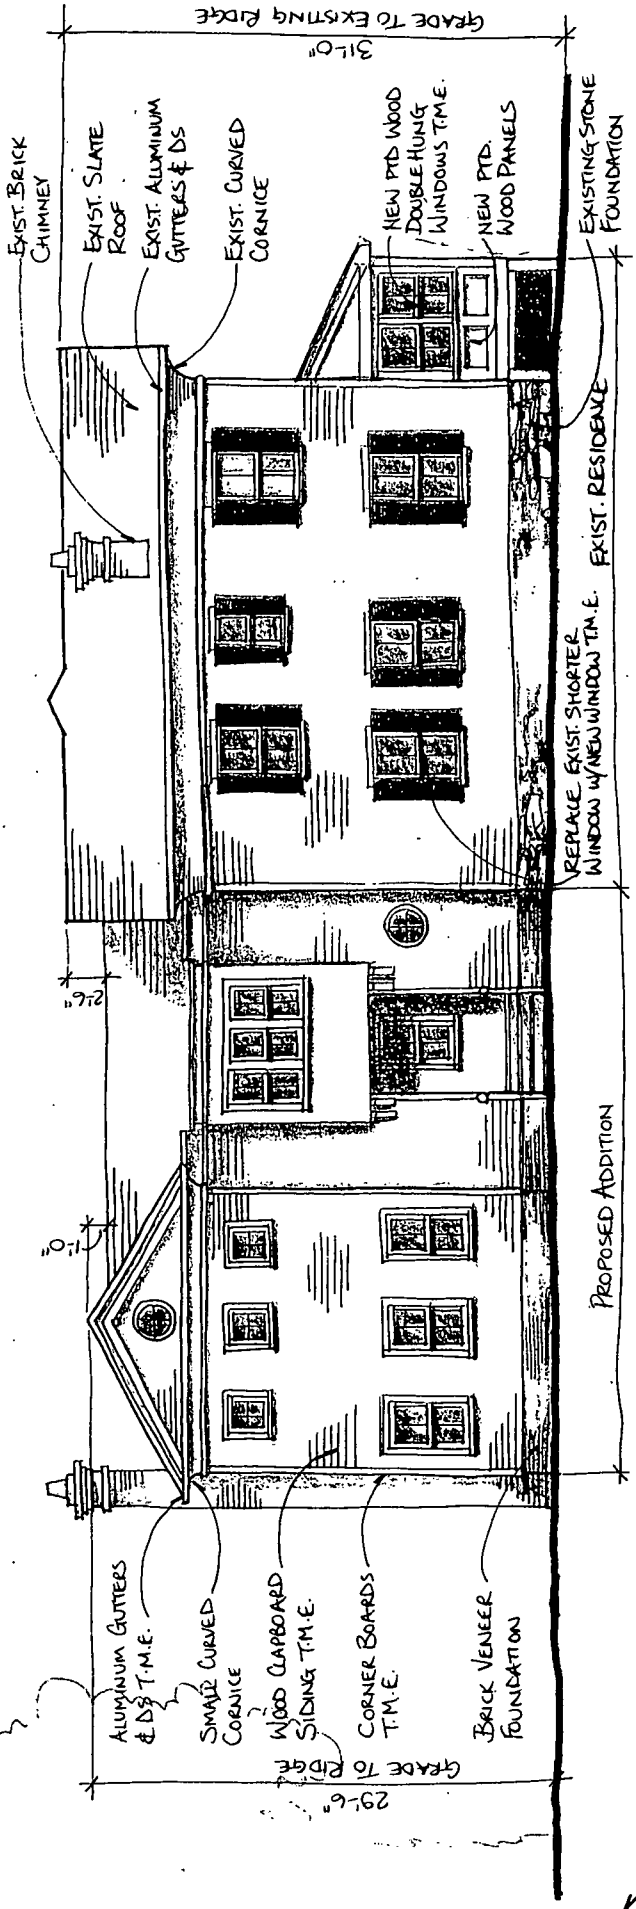 EXIST. BRICK
CHIMNEY
EXIST. SLATE
ROOF
EXIST. ALUMINUM
GUTTERS & DS
EXIST. CURVED
CORNICE
NEW PTD WOOD
DOUBLE HUNG
WINDOWS T.M.E.
NEW PTD.
WOOD PANELS
EXISTING STONE
FOUNDATION
31'-0"
GRADE TO EXISTING RIDGE
REPLACE EXIST. SHORTER
WINDOW W/ NEW WINDOW T.M.E.
EXIST. RESIDENCE
2'-6"
1'-0"
PROPOSED ADDITION
ALUMINUM GUTTERS
& DS T.M.E.
SMALL CURVED
CORNICE
WOOD CLAPBOARD
SIDING T.M.E.
CORNER BOARDS
T.M.E.
BRICK VENEER
FOUNDATION
29'-6"
GRADE TO RIDGE